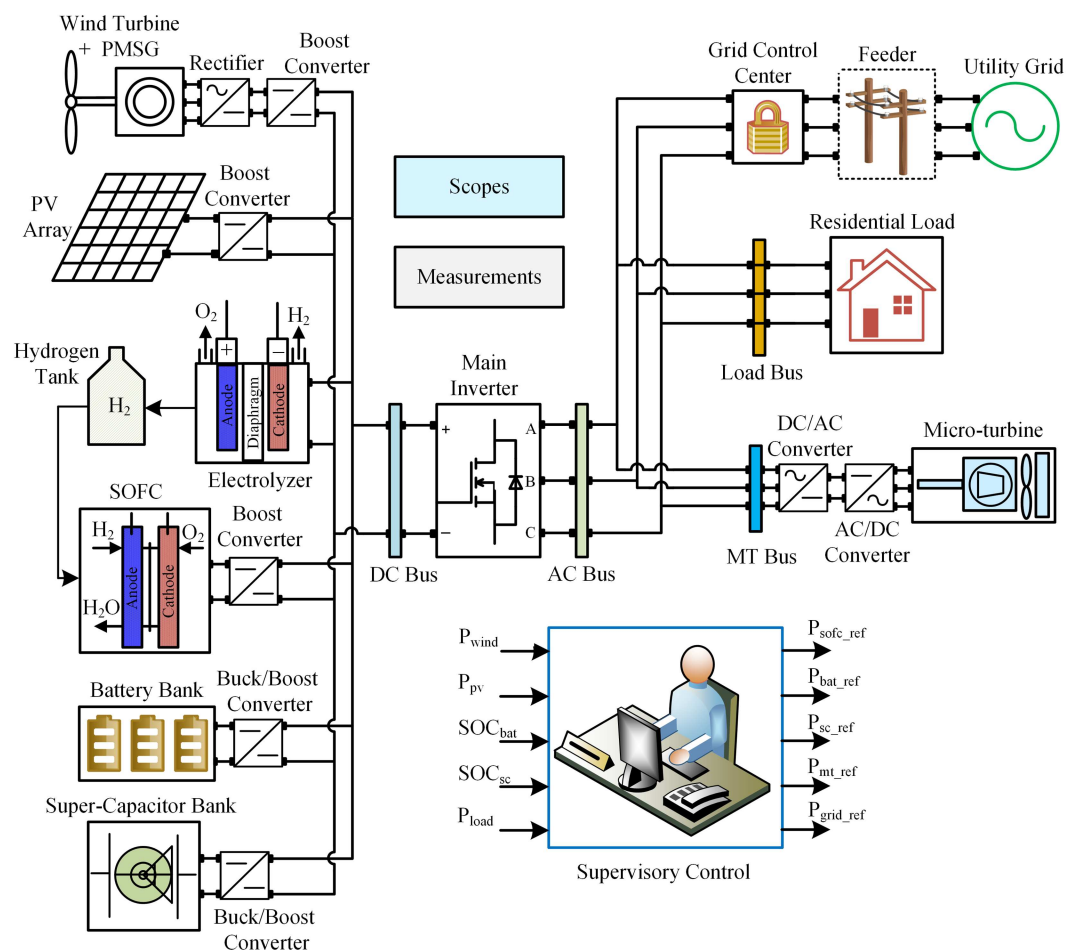 Wind Turbine
+ PMSG
Rectifier
Boost
Converter
Grid Control
Center
Feeder
Utility Grid
PV
Array
Boost
Converter
Scopes
Measurements
Residential Load
Load Bus
Hydrogen
Tank
H2
O2
H2
+
−
Anode
Diaphragm
Cathode
Electrolyzer
Main
Inverter
+
−
A
B
C
DC Bus
AC Bus
DC/AC
Converter
Micro-turbine
MT Bus
AC/DC
Converter
SOFC
H2
O2
H2O
Anode
Cathode
Boost
Converter
Battery Bank
Buck/Boost
Converter
Super-Capacitor Bank
Buck/Boost
Converter
Pwind
Ppv
SOCbat
SOCsc
Pload
Psofc_ref
Pbat_ref
Psc_ref
Pmt_ref
Pgrid_ref
Supervisory Control